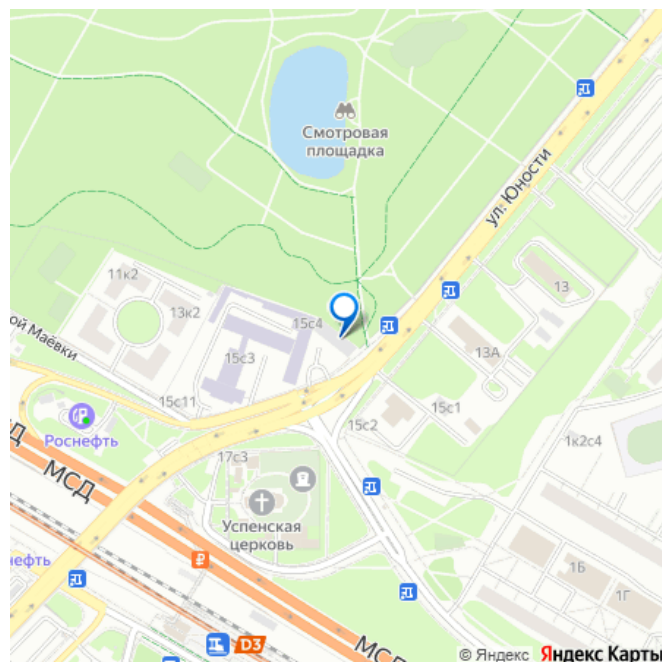 Смотровая
площадка
ул. Юности
11к2
13к2
15с4
13
ой Маёвки
15с3
13А
15с11
15с1
15с2
Роснефть
1к2с4
17с3
МСД
Д
Успенская
церковь
нефть
₽
1Б
1Г
D3
МСД
© Яндекс Яндекс Карты